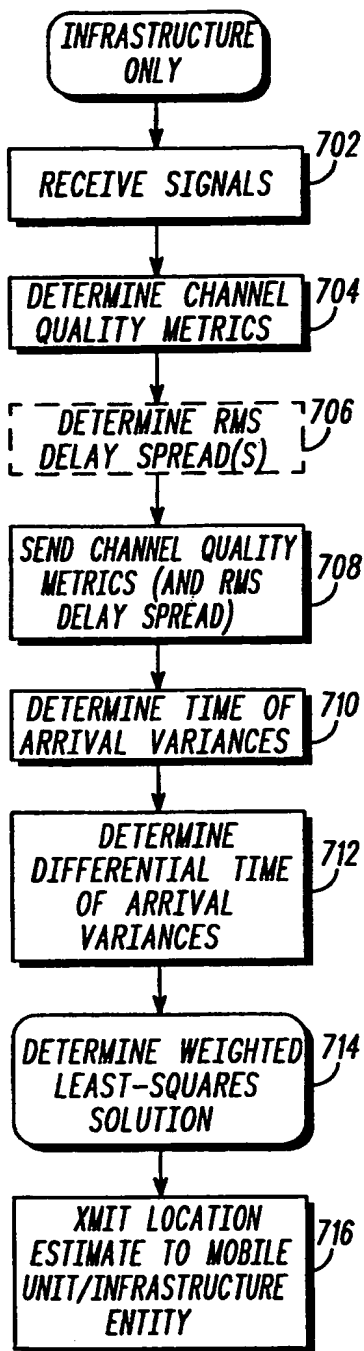 INFRASTRUCTURE
ONLY
702
RECEIVE SIGNALS
704
DETERMINE CHANNEL
QUALITY METRICS
706
DETERMINE RMS
DELAY SPREAD(S)
SEND CHANNEL QUALITY
METRICS (AND RMS
DELAY SPREAD)
708
710
DETERMINE TIME OF
ARRIVAL VARIANCES
DETERMINE
DIFFERENTIAL TIME
OF ARRIVAL
VARIANCES
712
DETERMINE WEIGHTED
LEAST-SQUARES
SOLUTION
714
XMIT LOCATION
ESTIMATE TO MOBILE
UNIT/INFRASTRUCTURE
ENTITY
716